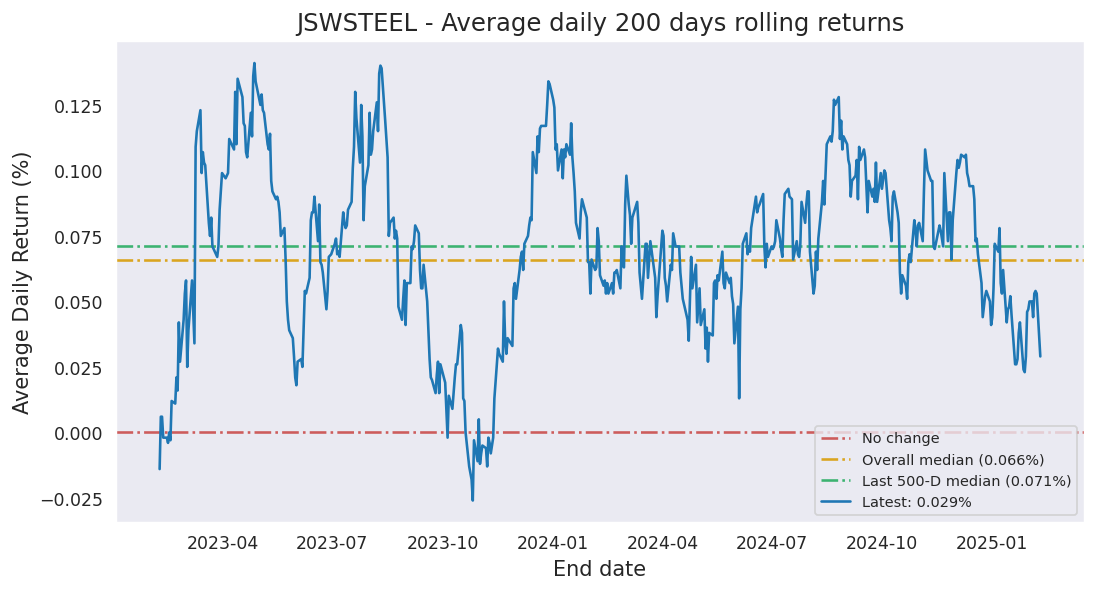 JSWSTEEL - Average daily 200 days rolling returns
Average Daily Return (%)
0.125
0.100
0.075
0.050
0.025
0.000
−0.025
No change
Overall median (0.066%)
Last 500-D median (0.071%)
Latest: 0.029%
2023-04 2023-07 2023-10 2024-01 2024-04 2024-07 2024-10 2025-01
End date